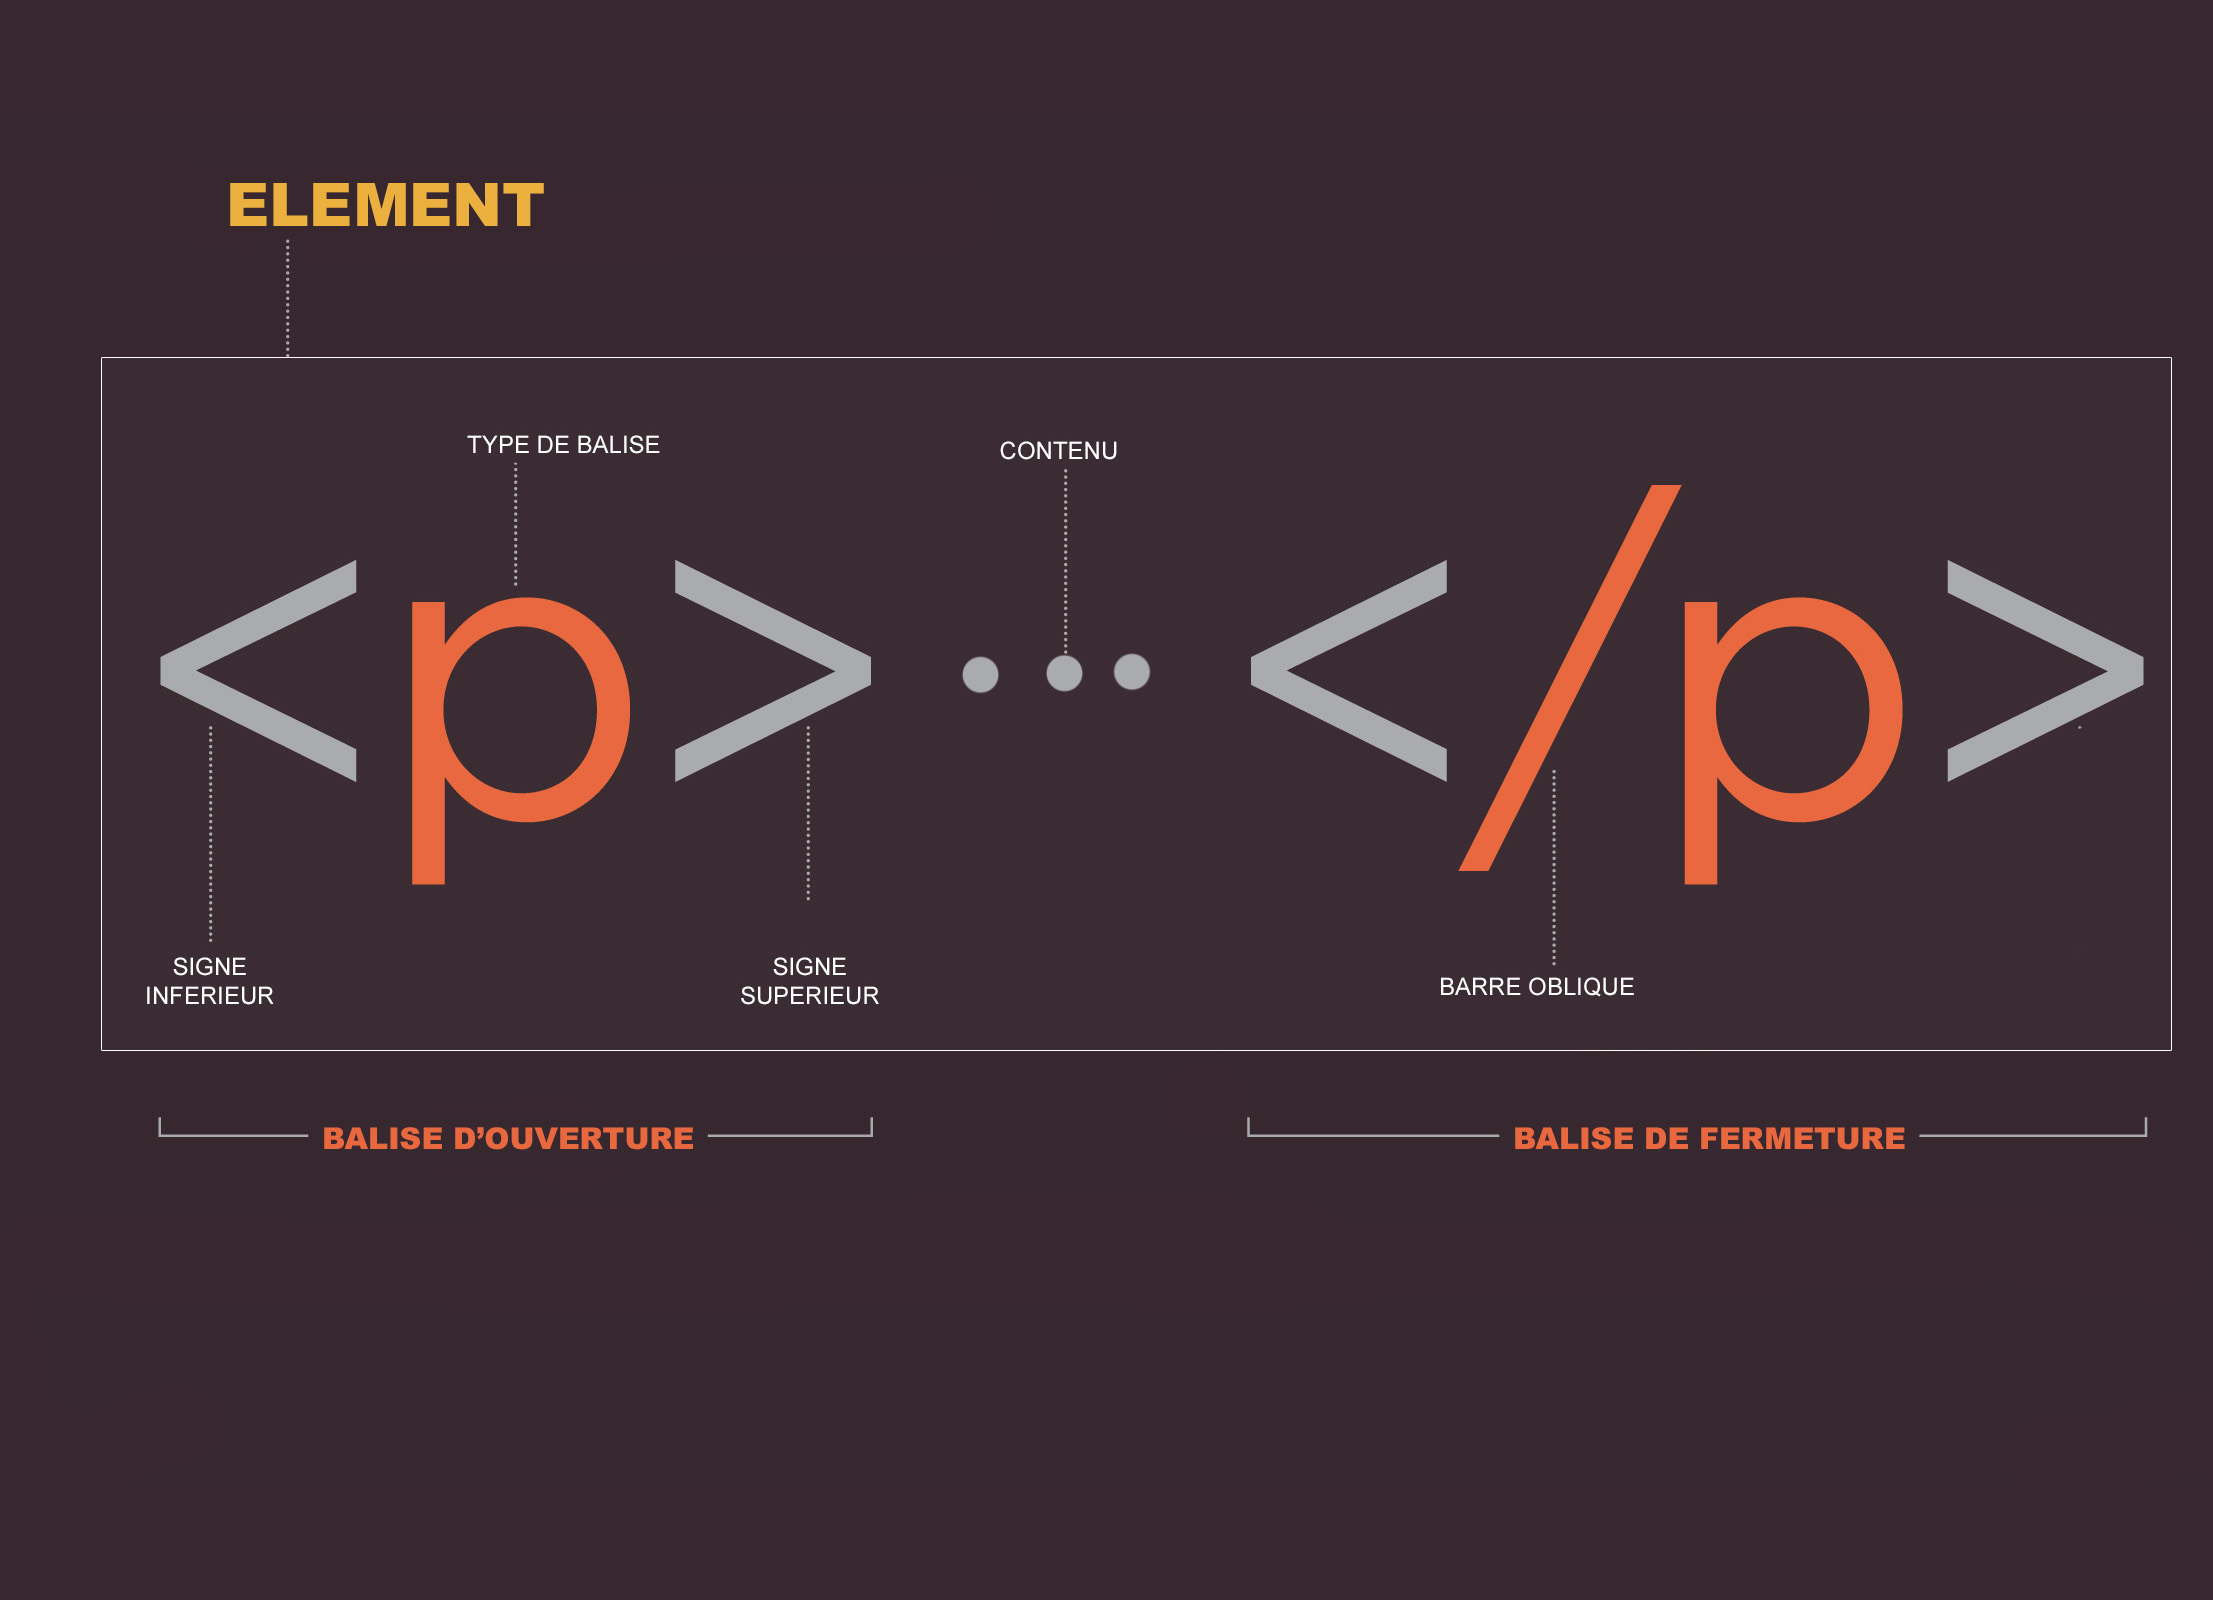 ELEMENT
TYPE DE BALISE
CONTENU
<p> ... </p>
SIGNE
INFERIEUR
SIGNE
SUPERIEUR
BARRE OBLIQUE
BALISE D’OUVERTURE
BALISE DE FERMETURE